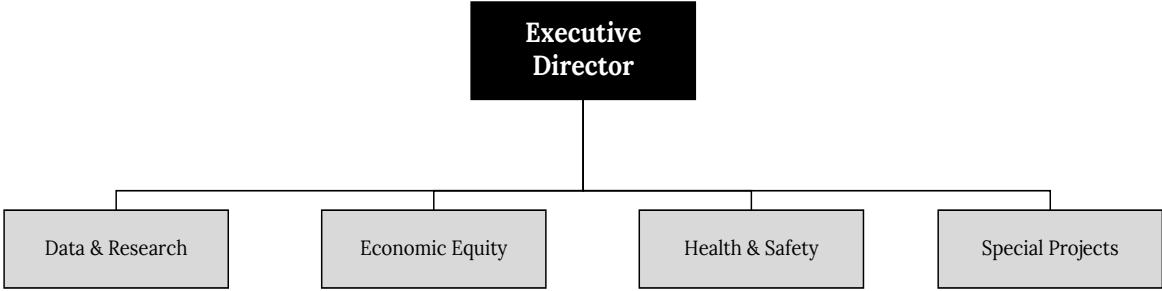 Executive
Director
Data & Research
Economic Equity
Health & Safety
Special Projects